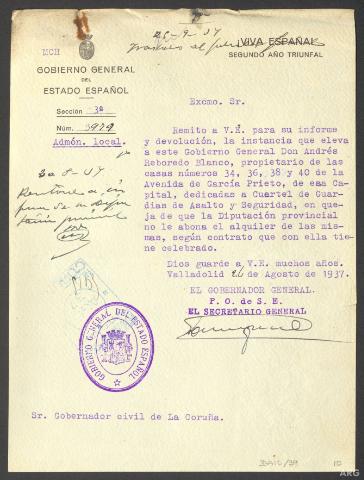 26-9-37
¡VIVA ESPAÑA!
SEGUNDO AÑO TRIUNFAL
MCH
GOBIERNO GENERAL
DEL
ESTADO ESPAÑOL
Sección 3ª
Núm. 3979
Admón. local.
Excmo. Sr.
Remito a V.E. para su informe
y devolución, la instancia que eleva
a este Gobierno General Don Andrés
Reboredo Blanco, propietario de las
casas números 34, 36, 38 y 40 de la
Avenida de García Prieto, de esa Ca-
pital, dedicadas a Cuartel de Guar-
dias de Asalto y Seguridad, en que-
ja de que la Diputación provincial
no le abona el alquiler de las mis-
mas, según contrato que con ella tie-
ne celebrado.
Dios guarde a V.E. muchos años.
Valladolid 26 de Agosto de 1937.
EL GOBERNADOR GENERAL.
P. O. de S. E.
EL SECRETARIO GENERAL
GOBIERNO GENERAL DEL ESTADO ESPAÑOL
Sr. Gobernador civil de La Coruña.
10
ARG